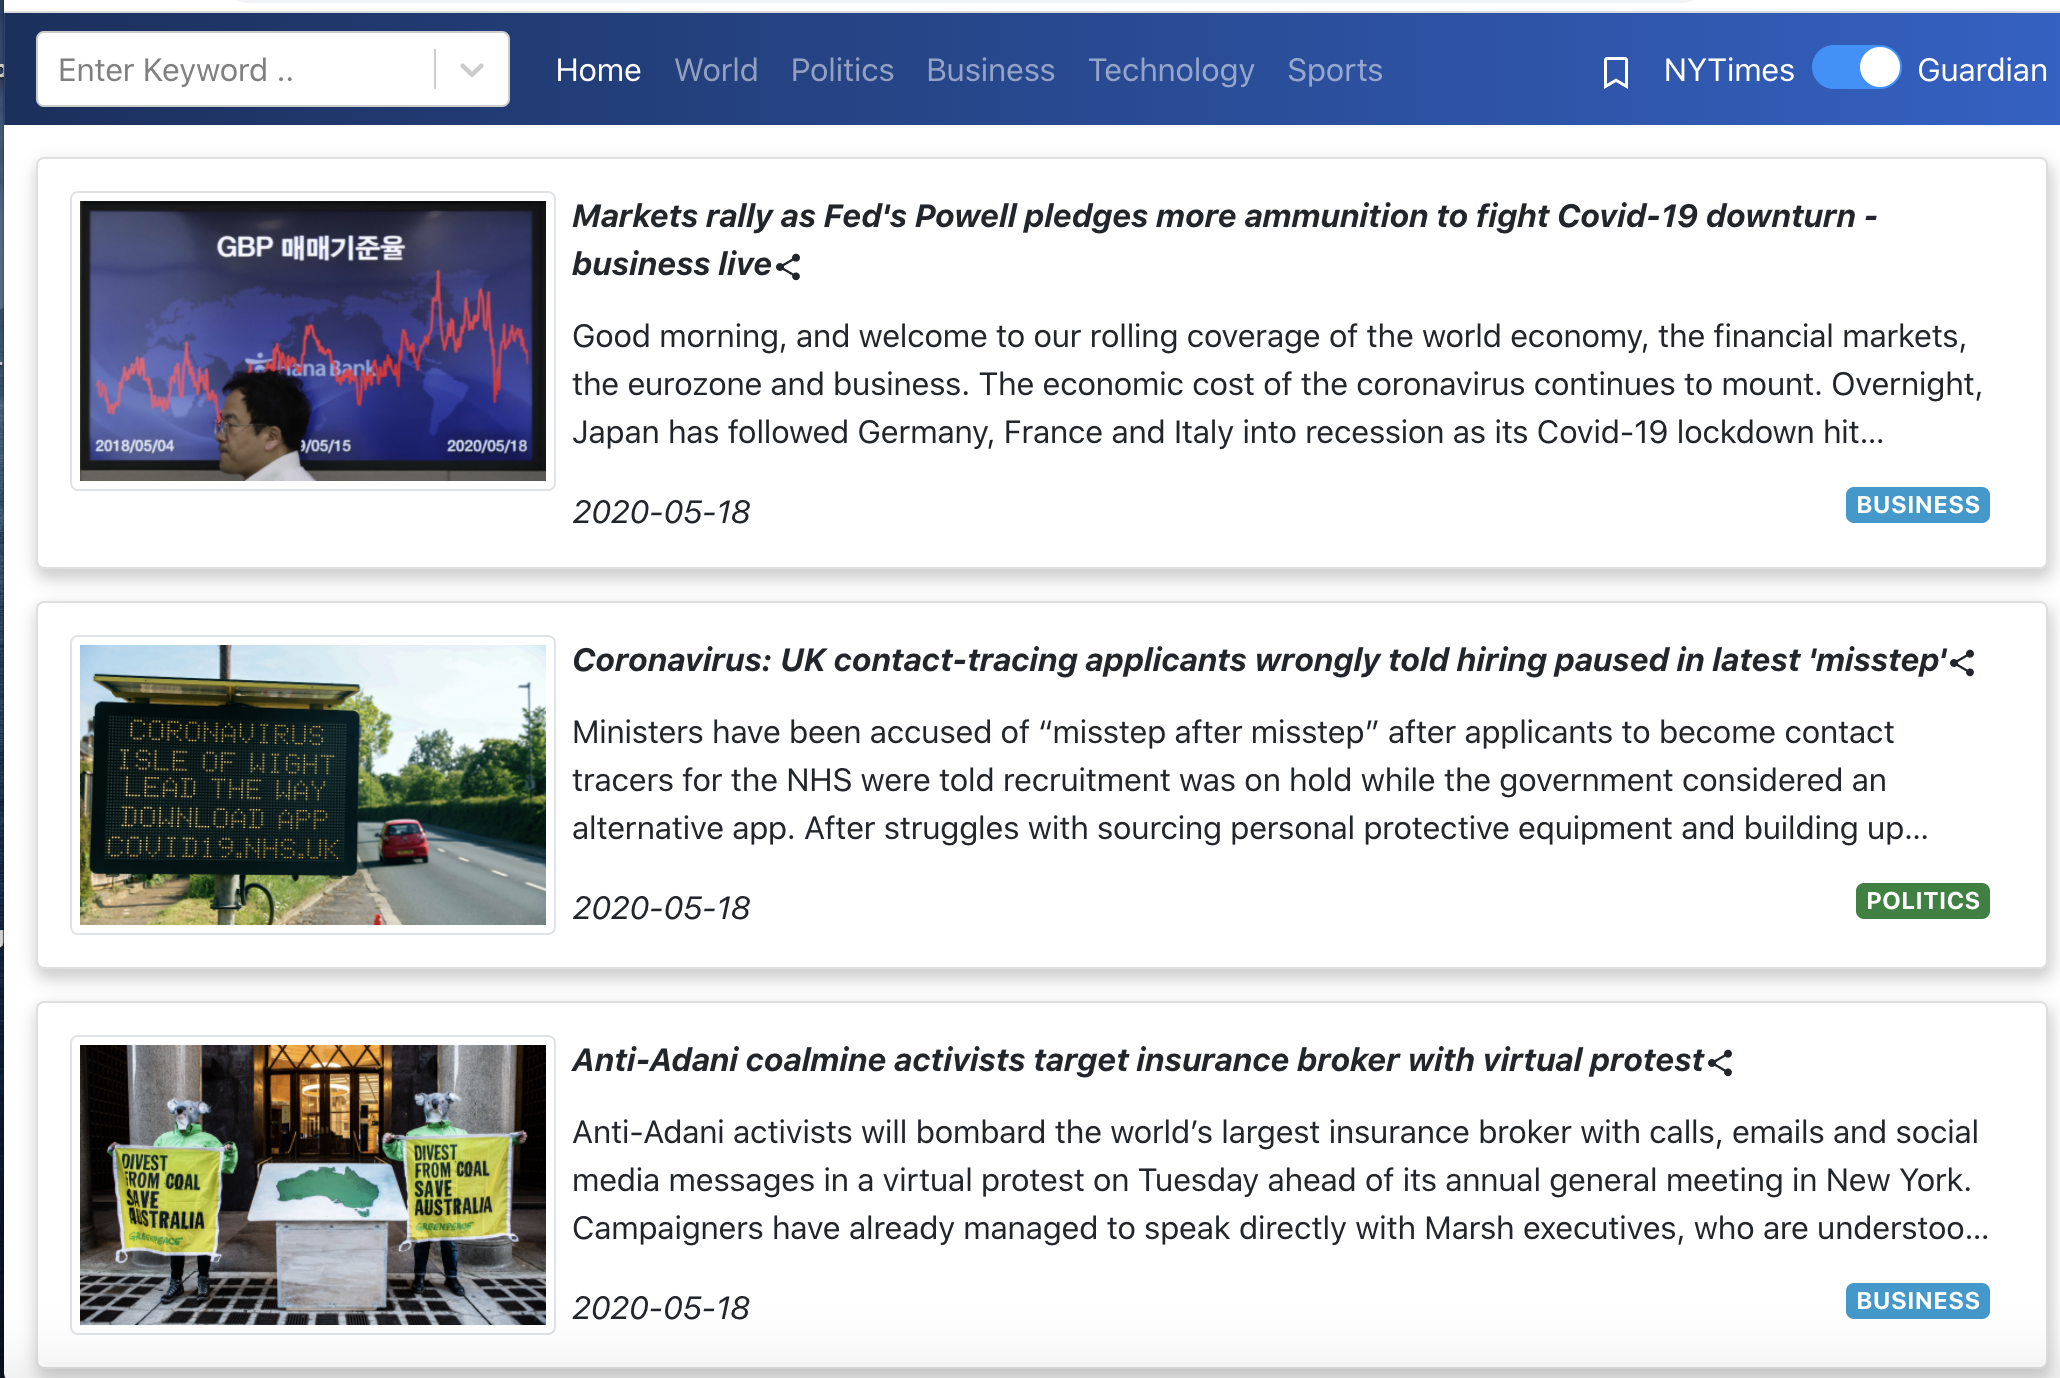 Enter Keyword ..
Home World Politics Business Technology Sports
NYTimes Guardian
GBP 매매기준율
Hana Bank
2018/05/04 9/05/15 2020/05/18
Markets rally as Fed's Powell pledges more ammunition to fight Covid-19 downturn -
business live
Good morning, and welcome to our rolling coverage of the world economy, the financial markets,
the eurozone and business. The economic cost of the coronavirus continues to mount. Overnight,
Japan has followed Germany, France and Italy into recession as its Covid-19 lockdown hit...
2020-05-18
BUSINESS
CORONAVIRUS
ISLE OF WIGHT
LEAD THE WAY
DOWNLOAD APP
COVID19.NHS.UK
Coronavirus: UK contact-tracing applicants wrongly told hiring paused in latest 'misstep'
Ministers have been accused of “misstep after misstep” after applicants to become contact
tracers for the NHS were told recruitment was on hold while the government considered an
alternative app. After struggles with sourcing personal protective equipment and building up...
2020-05-18
POLITICS
DIVEST
FROM COAL
SAVE
AUSTRALIA
GREENPEACE
DIVEST
FROM COAL
SAVE
AUSTRALIA
GREENPEACE
Anti-Adani coalmine activists target insurance broker with virtual protest
Anti-Adani activists will bombard the world’s largest insurance broker with calls, emails and social
media messages in a virtual protest on Tuesday ahead of its annual general meeting in New York.
Campaigners have already managed to speak directly with Marsh executives, who are understoo...
2020-05-18
BUSINESS